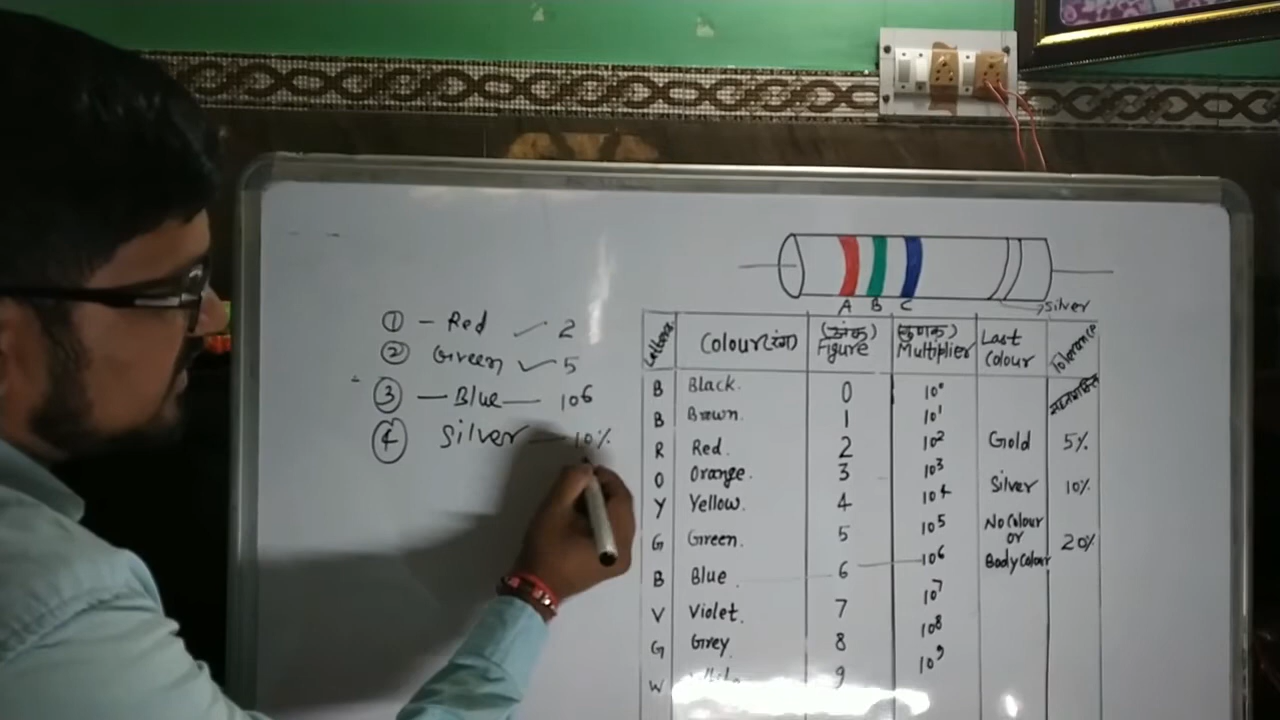 A B C
Silver
① - Red ✓ 2
② Green ✓ 5
③ — Blue — 10⁶
④ Silver — 10%
Colour(रंग) (अंक) Figure (गुणक) Multiplier Last Colour Tolerance
B Black. 0 10⁰
B Brown. 1 10¹
R Red. 2 10² Gold 5%
O Orange. 3 10³
Y Yellow. 4 10⁴ Silver 10%
G Green. 5 10⁵ No Colour or Body Colour 20%
B Blue 6 10⁶
V Violet. 7 10⁷
G Grey 8 10⁸
W 9 10⁹